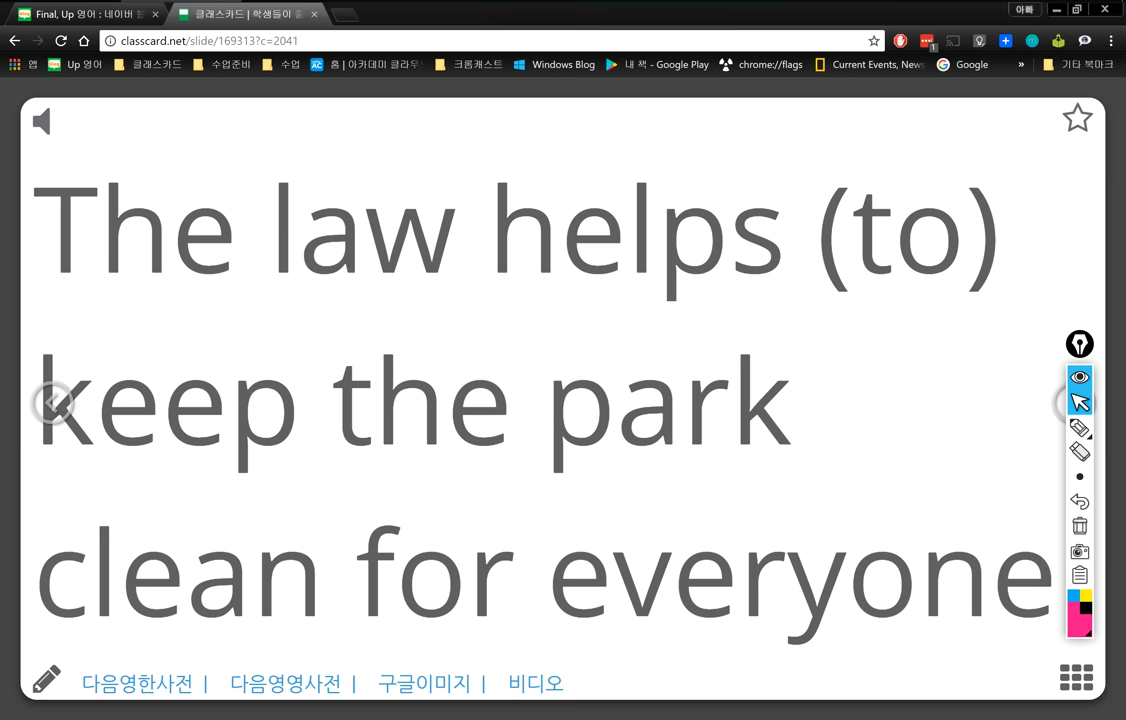 Final, Up 영어 : 네이버 블
클래스카드 | 학생들이 좋
아빠
classcard.net/slide/169313?c=2041
1
앱
Up 영어
클래스카드
수업준비
수업
홈 | 아카데미 클라우
크롬캐스트
Windows Blog
내 책 - Google Play
chrome://flags
Current Events, News
Google
»
기타 북마크
The law helps (to)
keep the park
clean for everyone
다음영한사전 |
다음영영사전 |
구글이미지 |
비디오